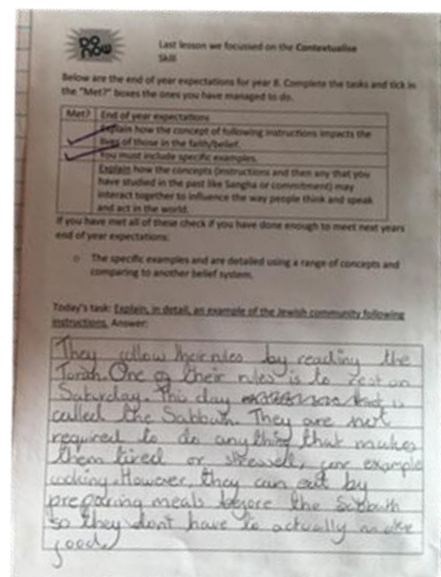 DO NOW
Last lesson we focussed on the Contextualise
Skill
Below are the end of year expectations for year 8. Complete the tasks and tick in
the "Met?" boxes the ones you have managed to do.
Met? End of year expectations
Explain how the concept of following instructions impacts the
lives of those in the faith/belief.
You must include specific examples.
Explain how the concepts (instructions and then any that you
have studied in the past like Sangha or commitment) may
interact together to influence the way people think and speak
and act in the world.
If you have met all of these check if you have done enough to meet next years
end of year expectations:
The specific examples and are detailed using a range of concepts and
comparing to another belief system.
Today's task: Explain, in detail, an example of the Jewish community following
instructions. Answer:
They follow their rules by reading the
Torah. One of their rules is to rest on
Saturday. This day that is
called the Sabbath. They are not
required to do anything that makes
them tired or stressed, for example
cooking. However, they can eat by
preparing meals before the Sabbath
so they dont have to actually make
food.